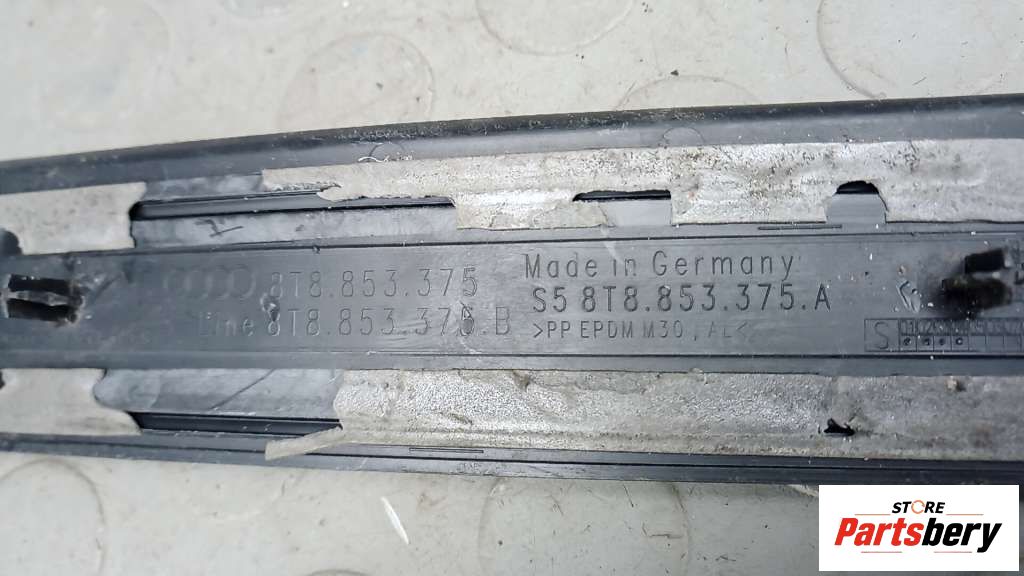 8T8.853.375
Line 8T8.853.375.B
Made in Germany
S5 8T8.853.375.A
>PP EPDM M30, AL<
S
STORE
Partsbery